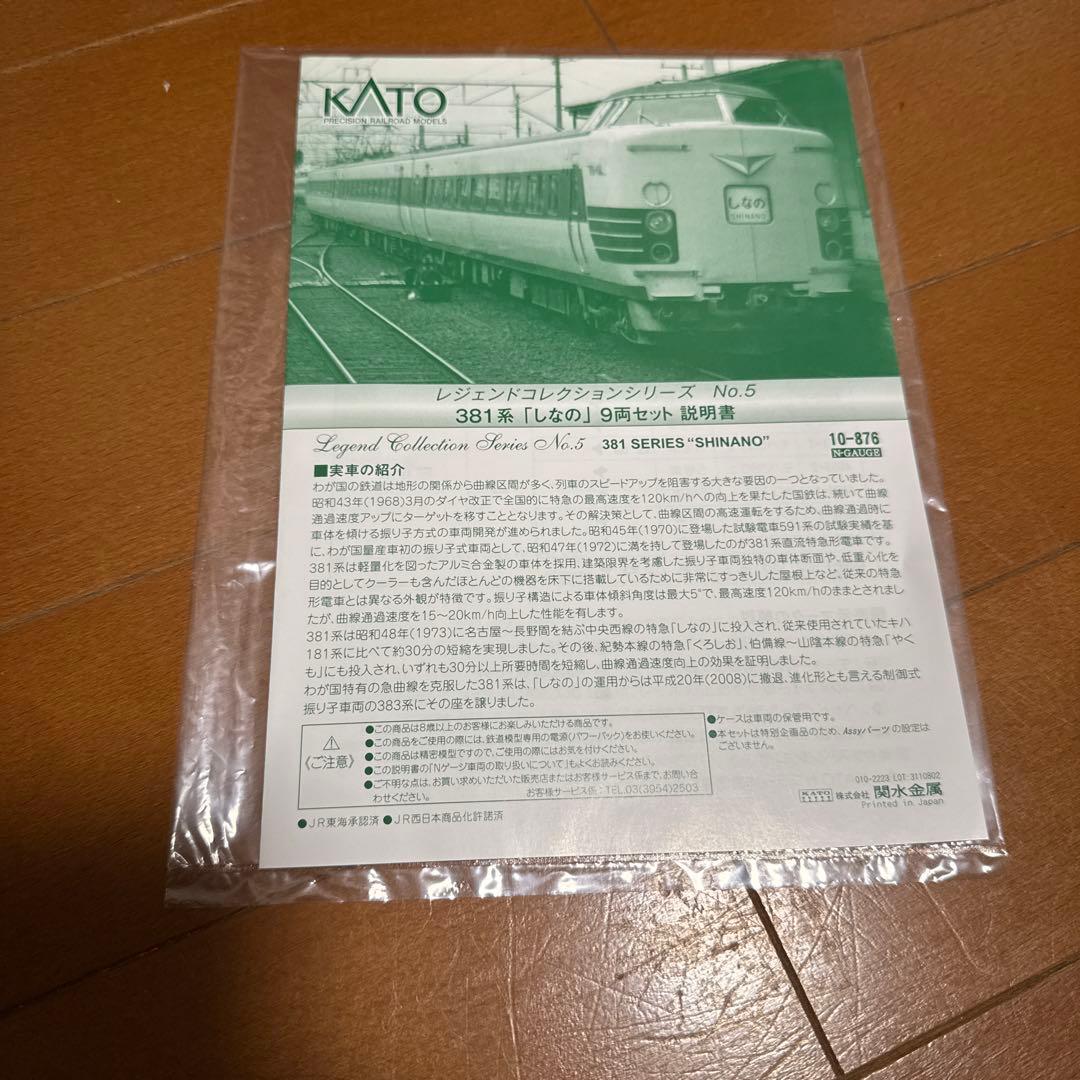 KATO
PRECISION RAILROAD MODELS
しなの
SHINANO
レジェンドコレクションシリーズ No.5
381系「しなの」9両セット 説明書
Legend Collection Series No.5 381 SERIES “SHINANO” 10-876
N-GAUGE
■実車の紹介
わが国の鉄道は地形の関係から曲線区間が多く、列車のスピードアップを阻害する大きな要因の一つとなっていました。
昭和43年(1968)3月のダイヤ改正で全国的に特急の最高速度を120km/hへの向上を果たした国鉄は、続いて曲線
通過速度アップにターゲットを移すこととなります。その解決策として、曲線区間の高速運転をするため、曲線通過時に
車体を傾ける振り子方式の車両開発が進められました。昭和45年(1970)に登場した試験電車591系の試験実績を基
に、わが国量産車初の振り子式車両として、昭和47年(1972)に満を持して登場したのが381系直流特急形電車です。
381系は軽量化を図ったアルミ合金製の車体を採用、建築限界を考慮した振り子車両独特の車体断面や、低重心化を
目的としてクーラーも含んだほとんどの機器を床下に搭載しているために非常にすっきりした屋根上など、従来の特急
形電車とは異なる外観が特徴です。振り子構造による車体傾斜角度は最大5°で、最高速度120km/hのままとされまし
たが、曲線通過速度を15～20km/h向上した性能を有します。
381系は昭和48年(1973)に名古屋～長野間を結ぶ中央西線の特急「しなの」に投入され、従来使用されていたキハ
181系に比べて約30分の短縮を実現しました。その後、紀勢本線の特急「くろしお」、伯備線～山陰本線の特急「やく
も」にも投入され、いずれも30分以上所要時間を短縮し、曲線通過速度向上の効果を証明しました。
わが国特有の急曲線を克服した381系は、「しなの」の運用からは平成20年(2008)に撤退、進化形とも言える制御式
振り子車両の383系にその座を譲りました。
〈ご注意〉
●この商品は8歳以上のお客様にお楽しみいただける商品です。
●この商品をご使用の際には、鉄道模型専用の電源(パワーパック)をお使いください。
●この商品は精密模型ですので、ご使用の際にはお気を付けください。
●この説明書の「Nゲージ車両の取り扱いについて」もよくお読みください。
●ご不明な点は、お買い求めいただいた販売店またはお客様サービス係まで、お問い合
わせください。 お客様サービス係：TEL.03(3954)2503
●ケースは車両の保管用です。
●本セットは特別企画品のため、Assyパーツの設定は
ございません。
●JR東海承認済 ●JR西日本商品化許諾済
010-2223 LOT 3110802
KATO 株式会社 関水金属
Printed in Japan